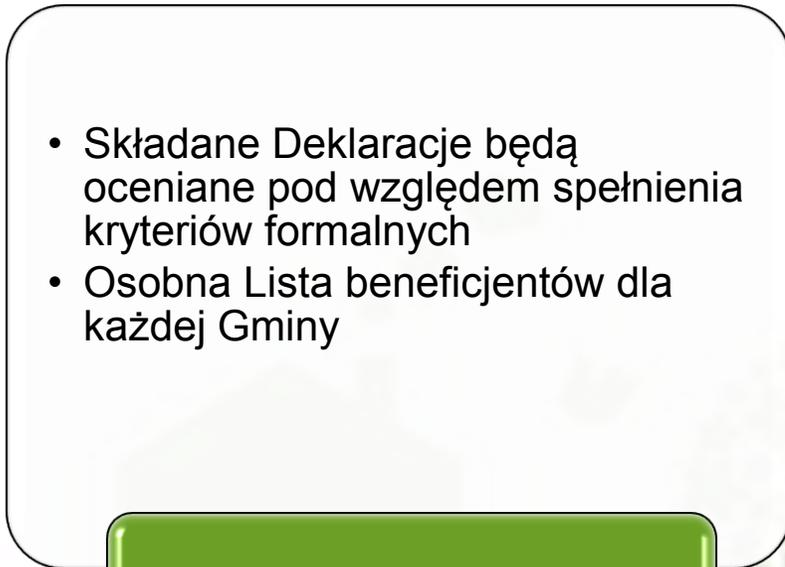 • Składane Deklaracje będą
oceniane pod względem spełnienia
kryteriów formalnych
• Osobna Lista beneficjentów dla
każdej Gminy